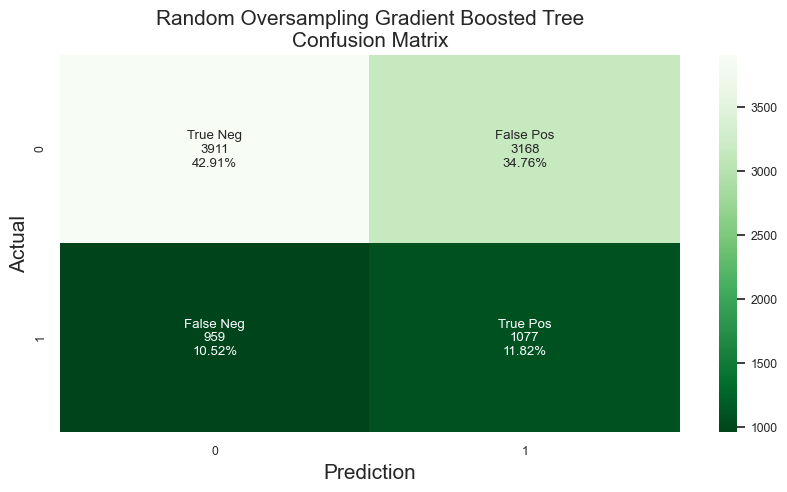 Random Oversampling Gradient Boosted Tree
Confusion Matrix
Actual
0
1
True Neg
3911
42.91%
False Pos
3168
34.76%
False Neg
959
10.52%
True Pos
1077
11.82%
0
1
Prediction
3500
3000
2500
2000
1500
1000